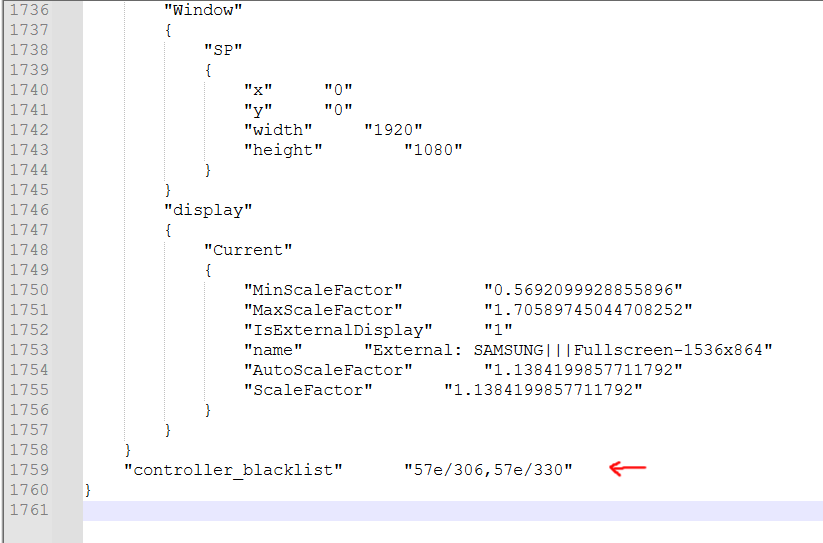 1736 "Window"
1737 {
1738 "SP"
1739 {
1740 "x" "0"
1741 "y" "0"
1742 "width" "1920"
1743 "height" "1080"
1744 }
1745 }
1746 "display"
1747 {
1748 "Current"
1749 {
1750 "MinScaleFactor" "0.5692099928855896"
1751 "MaxScaleFactor" "1.70589745044708252"
1752 "IsExternalDisplay" "1"
1753 "name" "External: SAMSUNG|||Fullscreen-1536x864"
1754 "AutoScaleFactor" "1.1384199857711792"
1755 "ScaleFactor" "1.1384199857711792"
1756 }
1757 }
1758 }
1759 "controller_blacklist" "57e/306,57e/330"
1760 }
1761